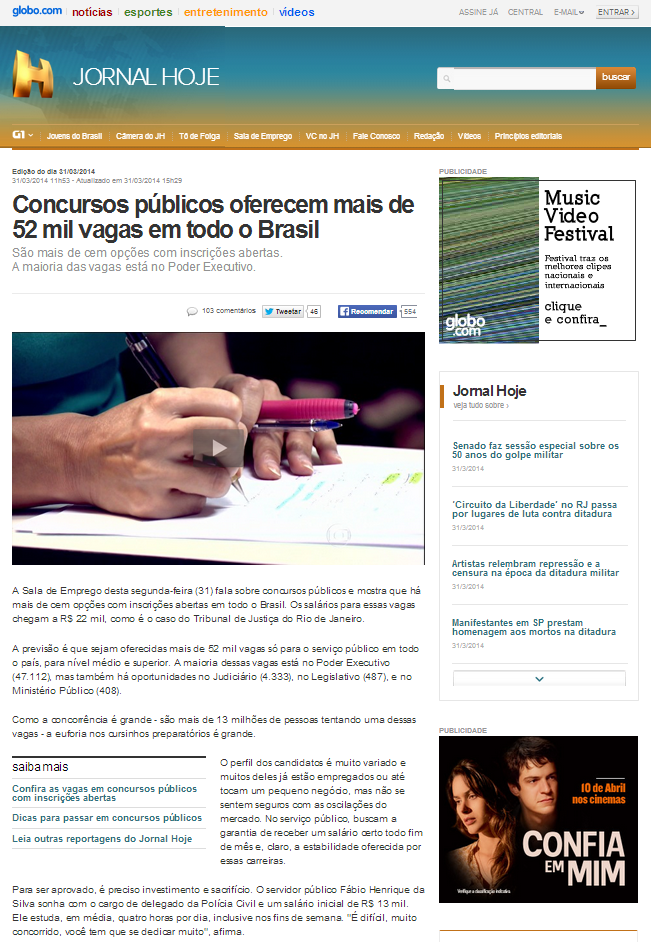 globo.com notícias esportes entretenimento vídeos ASSINE JÁ CENTRAL E-MAIL ENTRAR ›
JORNAL HOJE
buscar
G1 Jovens do Brasil Câmera do JH Tô de Folga Sala de Emprego VC no JH Fale Conosco Redação Vídeos Princípios editoriais
Edição do dia 31/03/2014
31/03/2014 11h53 - Atualizado em 31/03/2014 15h29
Concursos públicos oferecem mais de
52 mil vagas em todo o Brasil
São mais de cem opções com inscrições abertas.
A maioria das vagas está no Poder Executivo.
103 comentários Tweetar 46 Recomendar 554
A Sala de Emprego desta segunda-feira (31) fala sobre concursos públicos e mostra que há
mais de cem opções com inscrições abertas em todo o Brasil. Os salários para essas vagas
chegam a R$ 22 mil, como é o caso do Tribunal de Justiça do Rio de Janeiro.
A previsão é que sejam oferecidas mais de 52 mil vagas só para o serviço público em todo
o país, para nível médio e superior. A maioria dessas vagas está no Poder Executivo
(47.112), mas também há oportunidades no Judiciário (4.333), no Legislativo (487), e no
Ministério Público (408).
Como a concorrência é grande - são mais de 13 milhões de pessoas tentando uma dessas
vagas - a euforia nos cursinhos preparatórios é grande.
saiba mais
Confira as vagas em concursos públicos
com inscrições abertas
Dicas para passar em concursos públicos
Leia outras reportagens do Jornal Hoje
O perfil dos candidatos é muito variado e
muitos deles já estão empregados ou até
tocam um pequeno negócio, mas não se
sentem seguros com as oscilações do
mercado. No serviço público, buscam a
garantia de receber um salário certo todo fim
de mês e, claro, a estabilidade oferecida por
essas carreiras.
Para ser aprovado, é preciso investimento e sacrifício. O servidor público Fábio Henrique da
Silva sonha com o cargo de delegado da Polícia Civil e um salário inicial de R$ 13 mil.
Ele estuda, em média, quatro horas por dia, inclusive nos fins de semana. "É difícil, muito
concorrido, você tem que se dedicar muito", afirma.
PUBLICIDADE
Music
Video
Festival
Festival traz os
melhores clipes
nacionais e
internacionais
clique
e confira_
globo
.com
Jornal Hoje
veja tudo sobre ›
Senado faz sessão especial sobre os
50 anos do golpe militar
31/3/2014
'Circuito da Liberdade' no RJ passa
por lugares de luta contra ditadura
31/3/2014
Artistas relembram repressão e a
censura na época da ditadura militar
31/3/2014
Manifestantes em SP prestam
homenagem aos mortos na ditadura
31/3/2014
PUBLICIDADE
10 de Abril
nos cinemas
CONFIA
EM MIM
Verifique a classificação indicativa.